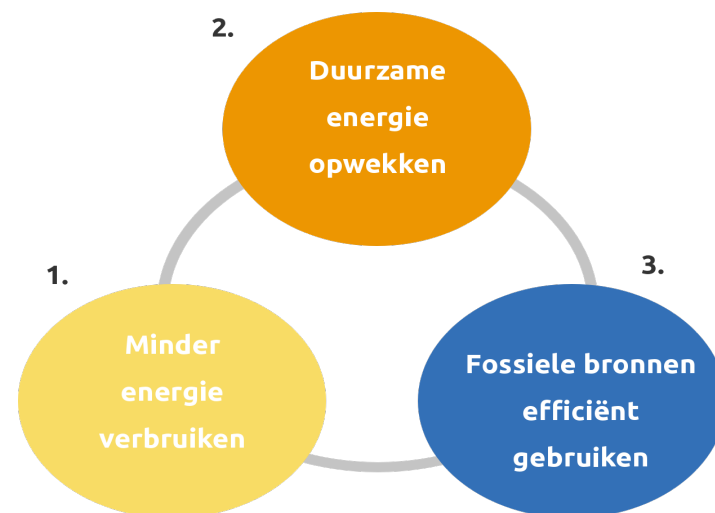 1.
Minder
energie
verbruiken
2.
Duurzame
energie
opwekken
3.
Fossiele bronnen
efficiënt
gebruiken